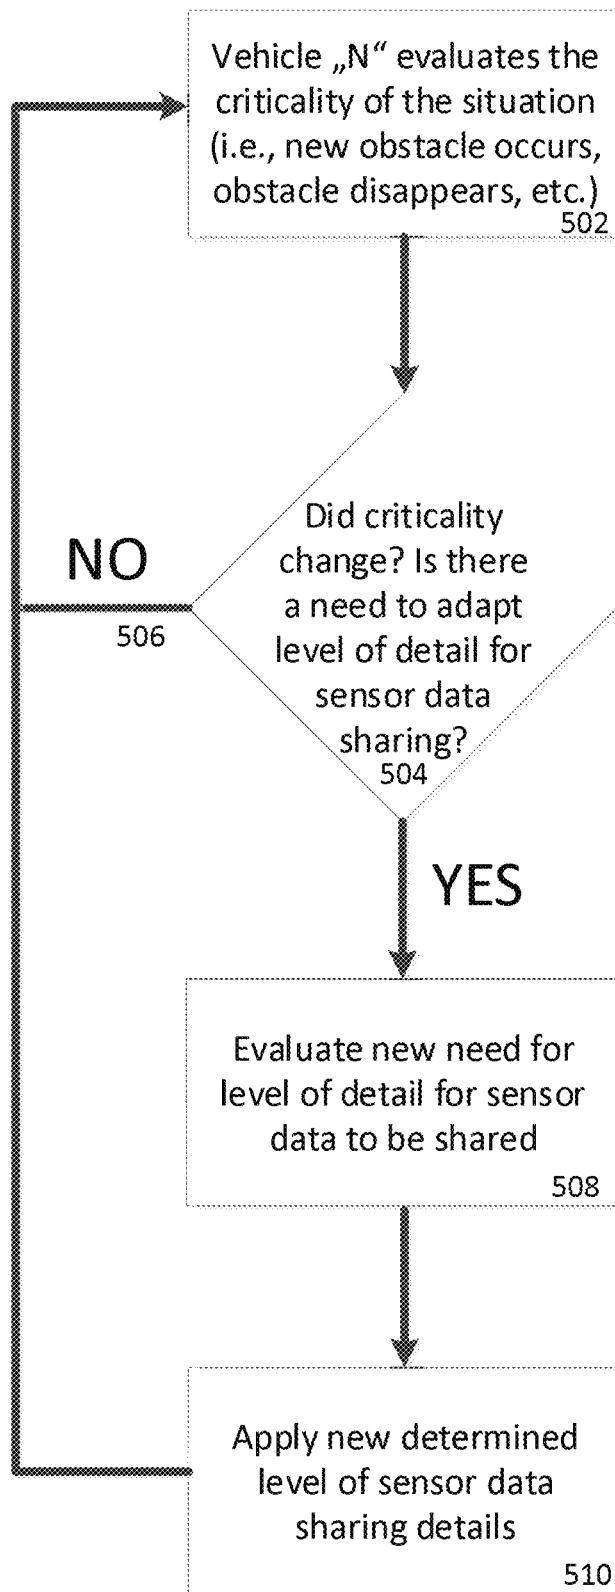 Vehicle „N“ evaluates the
criticality of the situation
(i.e., new obstacle occurs,
obstacle disappears, etc.)
502
Did criticality
change? Is there
a need to adapt
level of detail for
sensor data
sharing?
504
NO
506
YES
Evaluate new need for
level of detail for sensor
data to be shared
508
Apply new determined
level of sensor data
sharing details
510